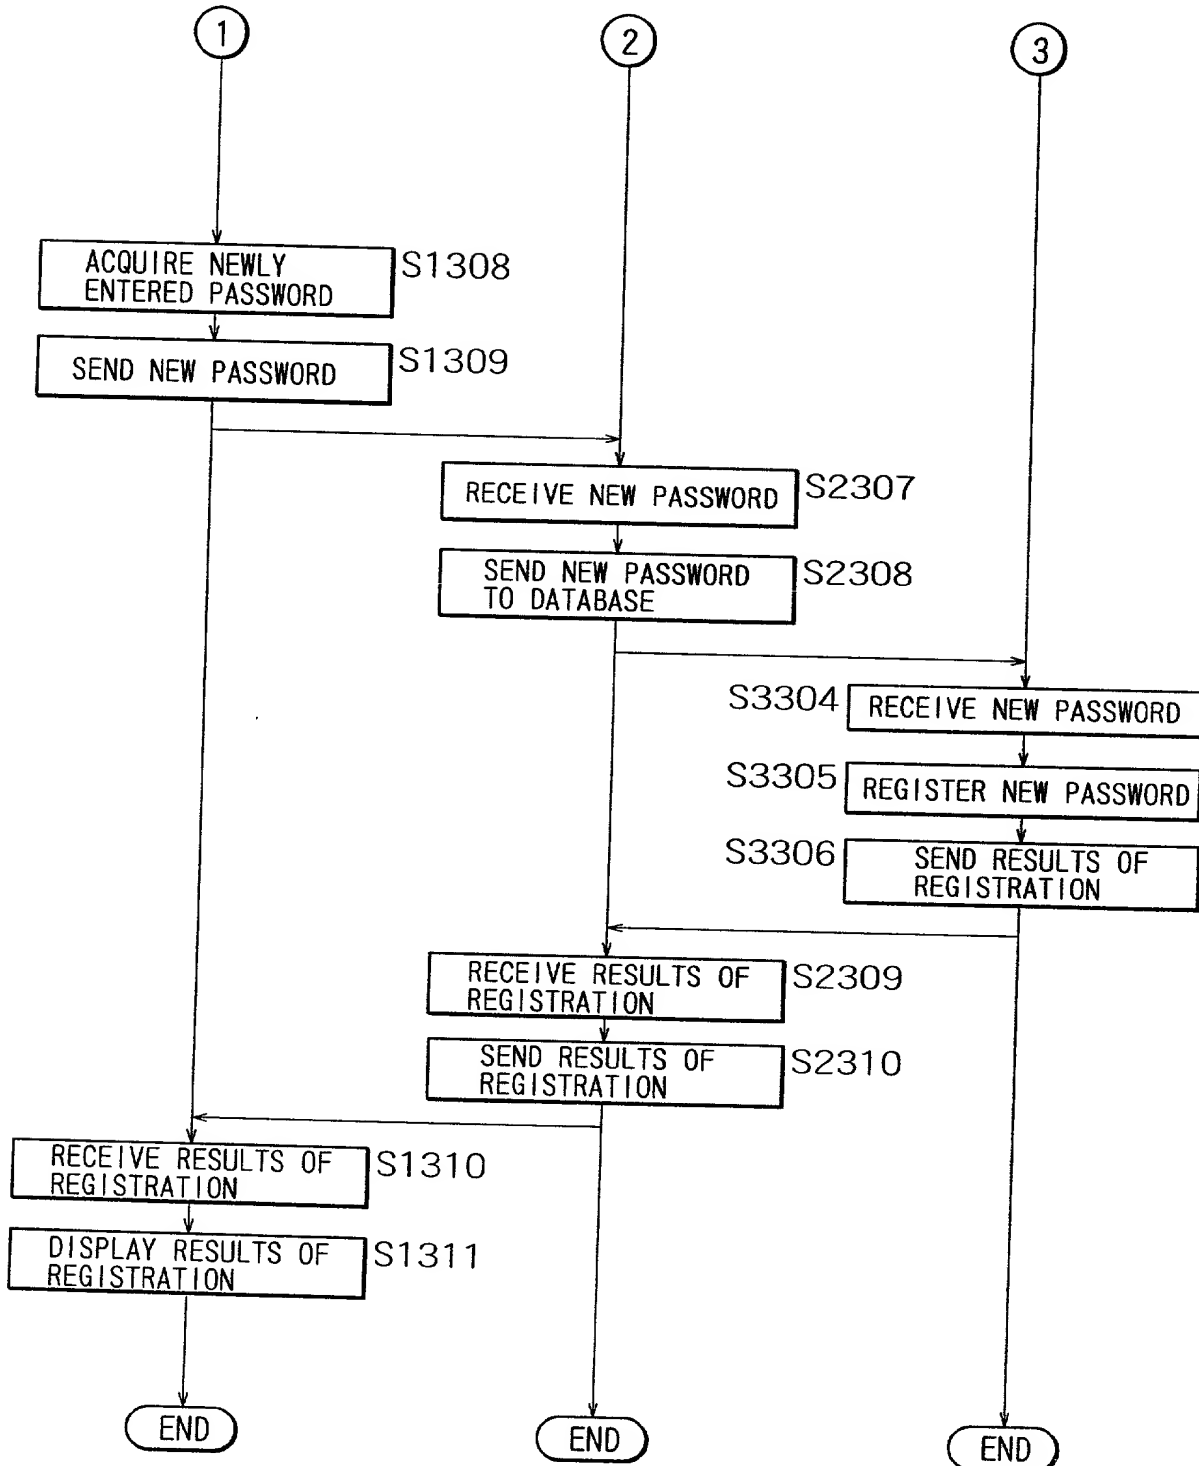 1
2
3
ACQUIRE NEWLY
ENTERED PASSWORD
S1308
SEND NEW PASSWORD
S1309
RECEIVE NEW PASSWORD
S2307
SEND NEW PASSWORD
TO DATABASE
S2308
S3304
RECEIVE NEW PASSWORD
S3305
REGISTER NEW PASSWORD
S3306
SEND RESULTS OF
REGISTRATION
RECEIVE RESULTS OF
REGISTRATION
S2309
SEND RESULTS OF
REGISTRATION
S2310
RECEIVE RESULTS OF
REGISTRATION
S1310
DISPLAY RESULTS OF
REGISTRATION
S1311
END
END
END